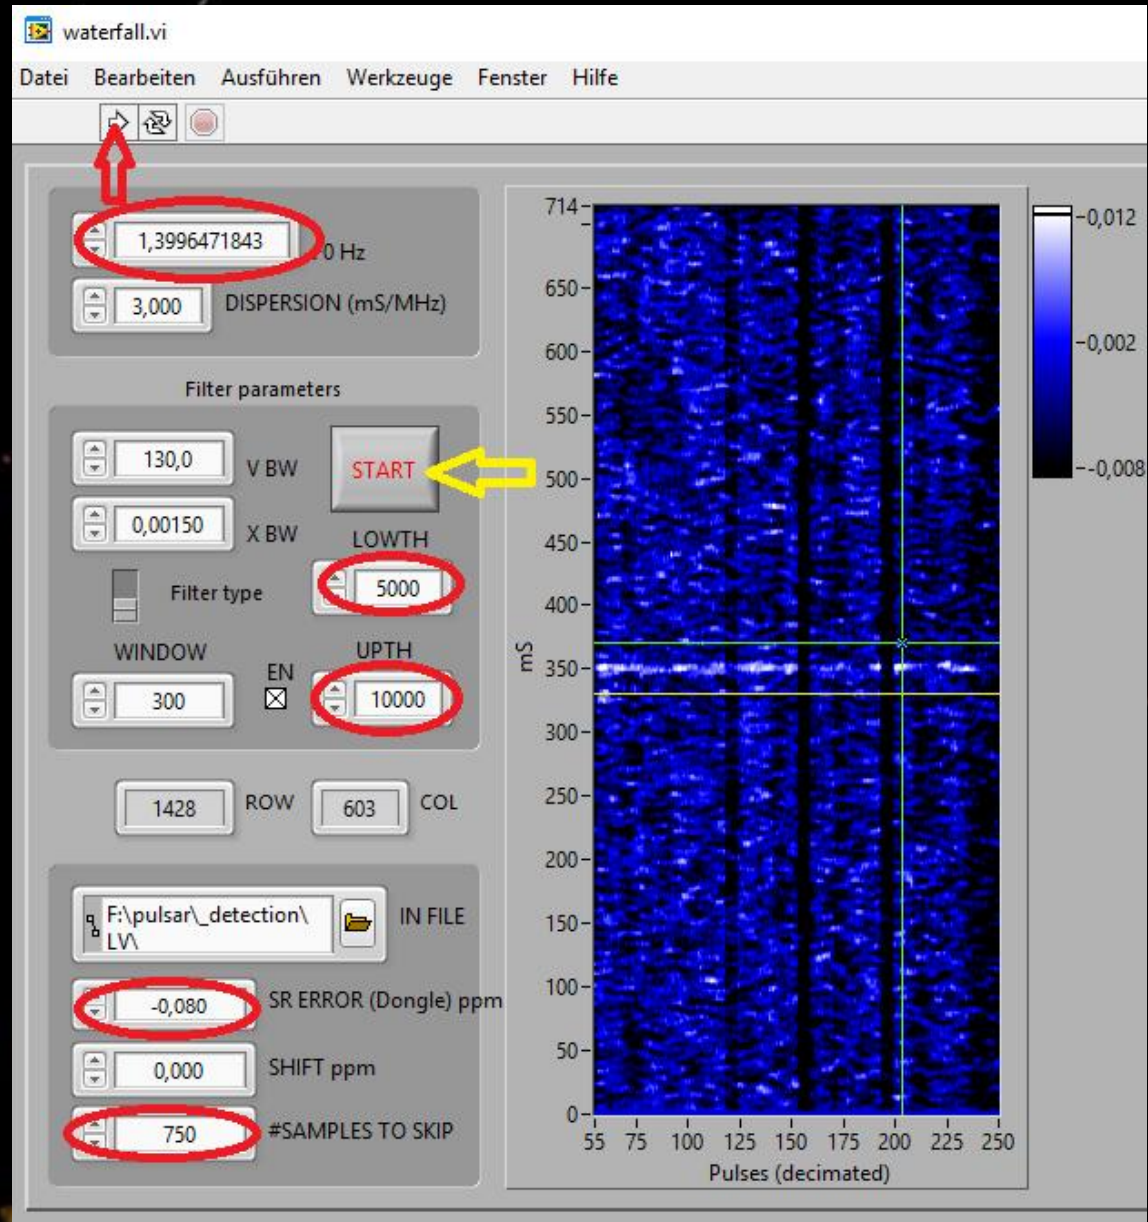 waterfall.vi
Datei Bearbeiten Ausführen Werkzeuge Fenster Hilfe
1,3996471843
0 Hz
3,000 DISPERSION (mS/MHz)
Filter parameters
130,0 V BW
START
0,00150 X BW
LOWTH
Filter type
5000
WINDOW
EN
UPTH
300
10000
1428 ROW 603 COL
F:\pulsar\_detection\
LV\
IN FILE
-0,080 SR ERROR (Dongle) ppm
0,000 SHIFT ppm
750 #SAMPLES TO SKIP
714
650
600
550
500
450
400
350
300
250
200
150
100
50
0
mS
55 75 100 125 150 175 200 225 250
Pulses (decimated)
-0,012
-0,002
--0,008